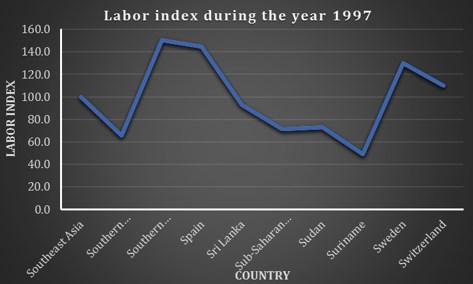 Labor index during the year 1997
160.0
140.0
120.0
100.0
80.0
60.0
40.0
20.0
0.0
LABOR INDEX
Southeast Asia
Southern...
Southern...
Spain
Sri Lanka
Sub-Saharan...
Sudan
Suriname
Sweden
Switzerland
COUNTRY